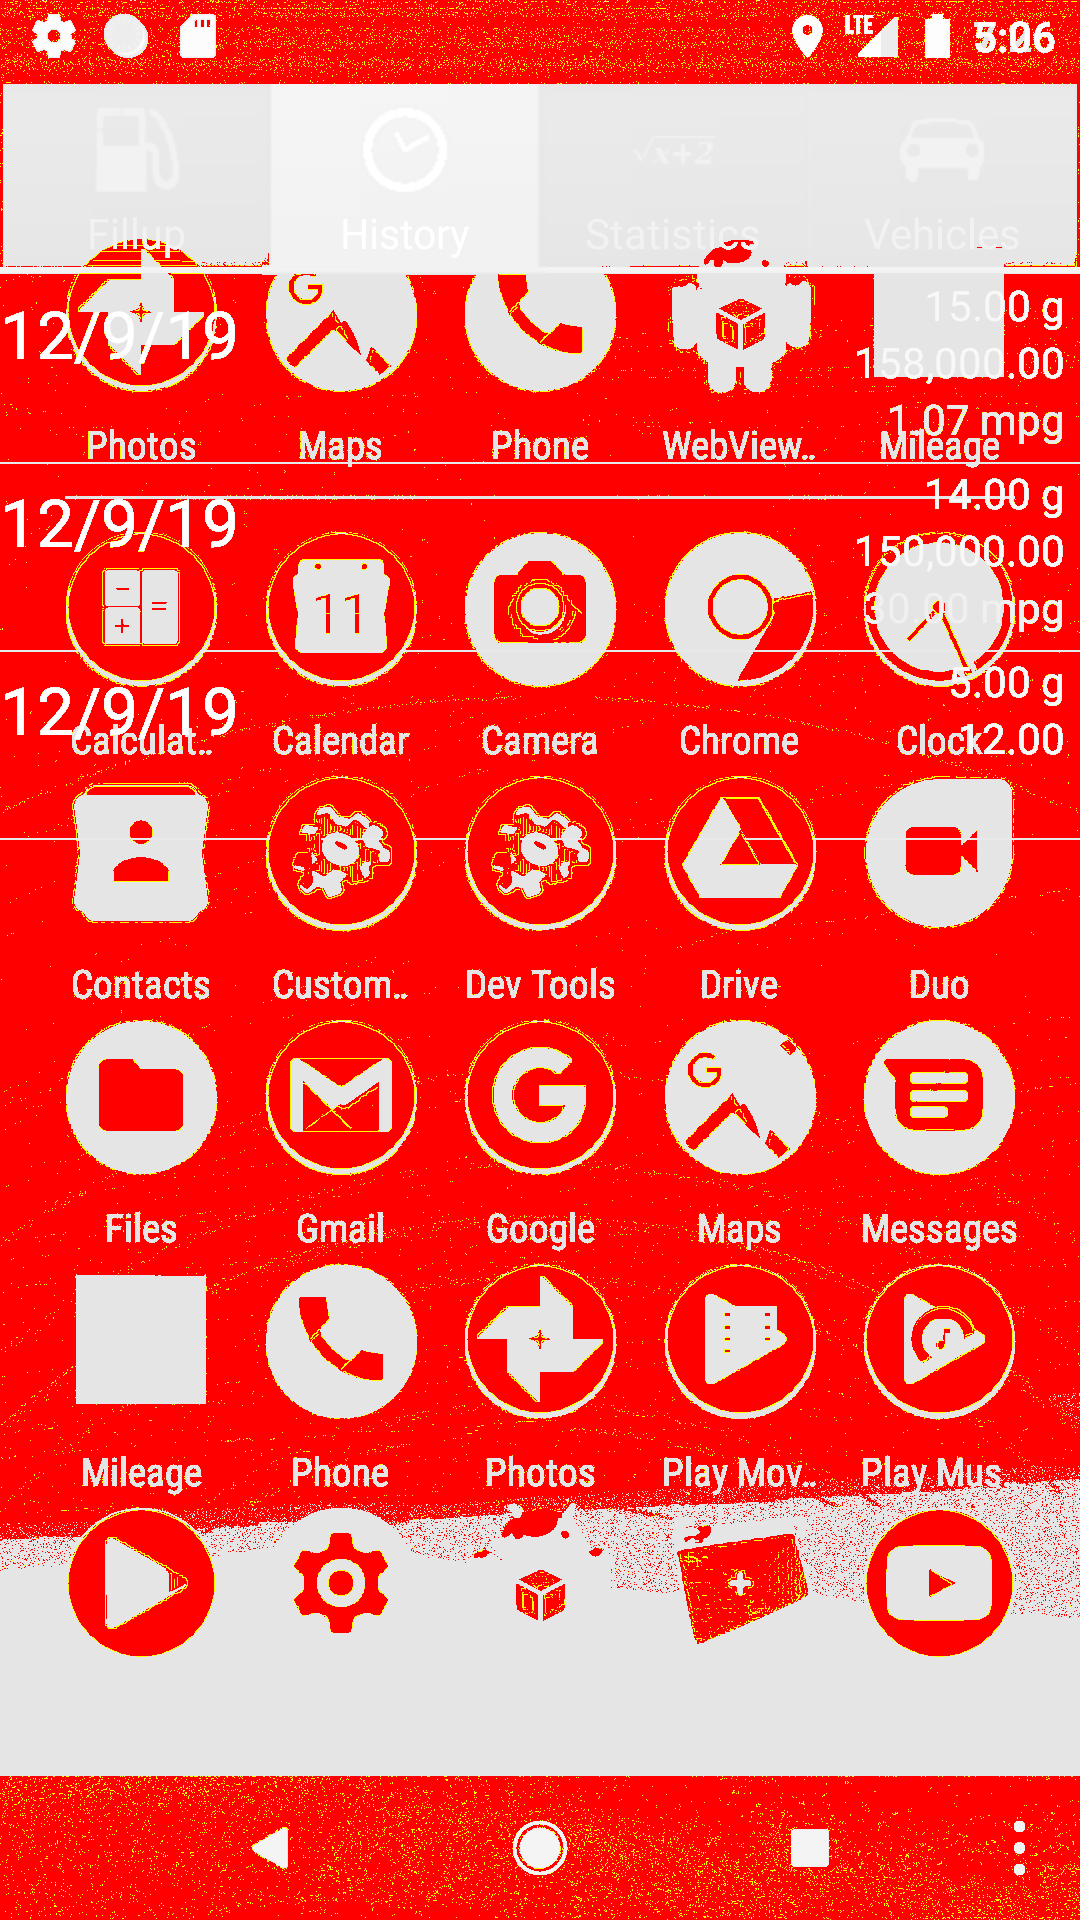 LTE
Fillup History √x+2 Statistics Vehicles
15.00 g
12/9/19
158,000.00
1.07 mpg
Photos Maps Phone WebView.. Mileage
14.00 g
12/9/19
150,000.00
11
30.00 mpg
5.00 g
12/9/19
12.00
Calculat.. Calendar Camera Chrome Clock
Contacts Custom.. Dev Tools Drive Duo
Files Gmail Google Maps Messages
Mileage Phone Photos Play Mov.. Play Mus..